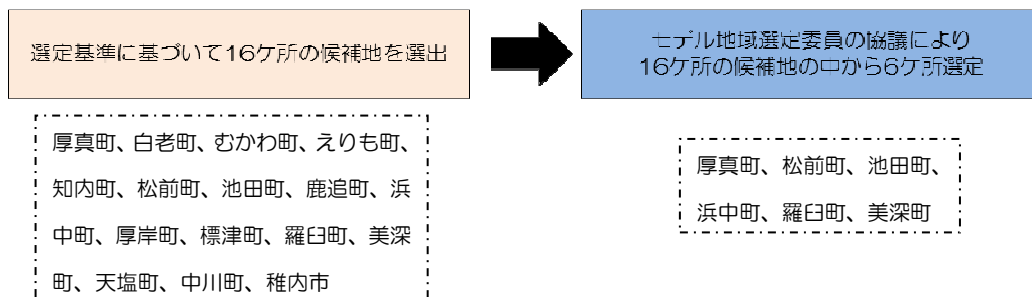 選定基準に基づいて16ケ所の候補地を選出
モデル地域選定委員の協議により
16ケ所の候補地の中から6ケ所選定
厚真町、白老町、むかわ町、えりも町、
知内町、松前町、池田町、鹿追町、浜
中町、厚岸町、標津町、羅臼町、美深
町、天塩町、中川町、稚内市
厚真町、松前町、池田町、
浜中町、羅臼町、美深町